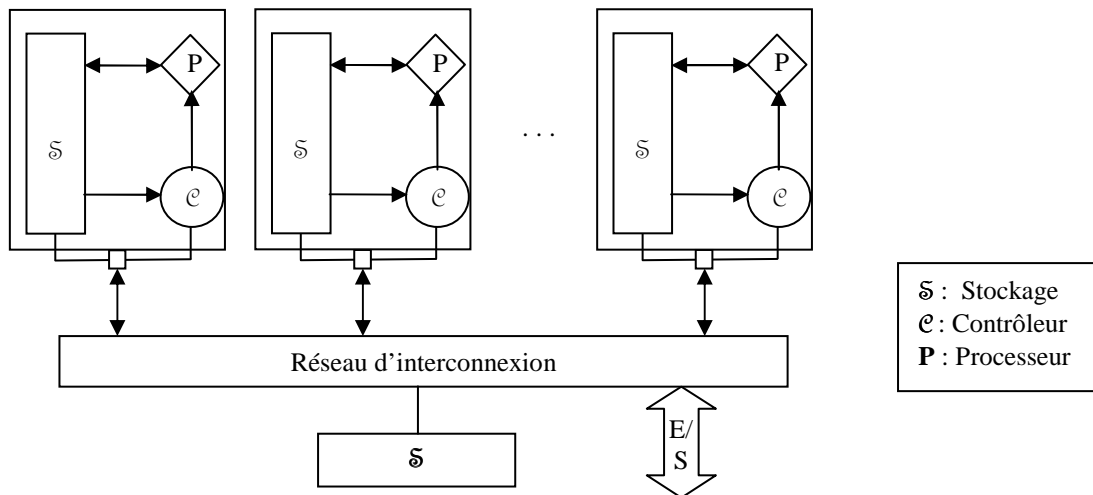 P
P
P
𝕊
𝕊
. . .
𝕊
𝒞
𝒞
𝒞
𝕊 : Stockage
𝒞 : Contrôleur
P : Processeur
Réseau d'interconnexion
𝕊
E/
S